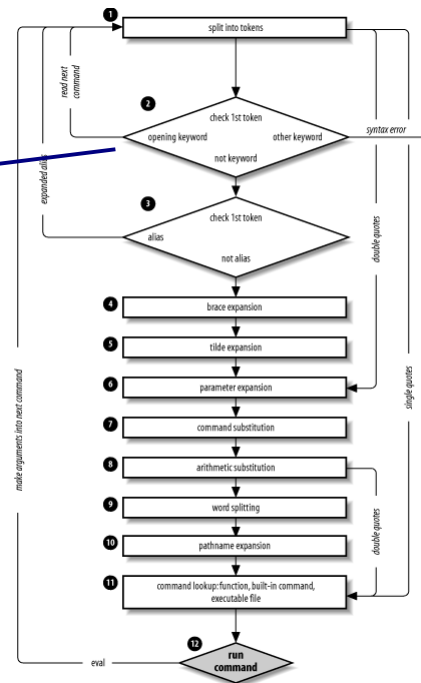 1
split into tokens
read next
command
2
check 1st token
opening keyword
other keyword
syntax error
not keyword
expanded alias
3
check 1st token
alias
not alias
double quotes
4
brace expansion
5
tilde expansion
6
parameter expansion
single quotes
7
command substitution
make arguments into next command
8
arithmetic substitution
9
word splitting
double quotes
10
pathname expansion
11
command lookup: function, built-in command,
executable file
12
run
command
eval